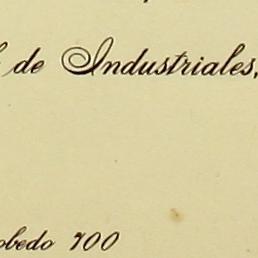 de Industriales,
obedo 700